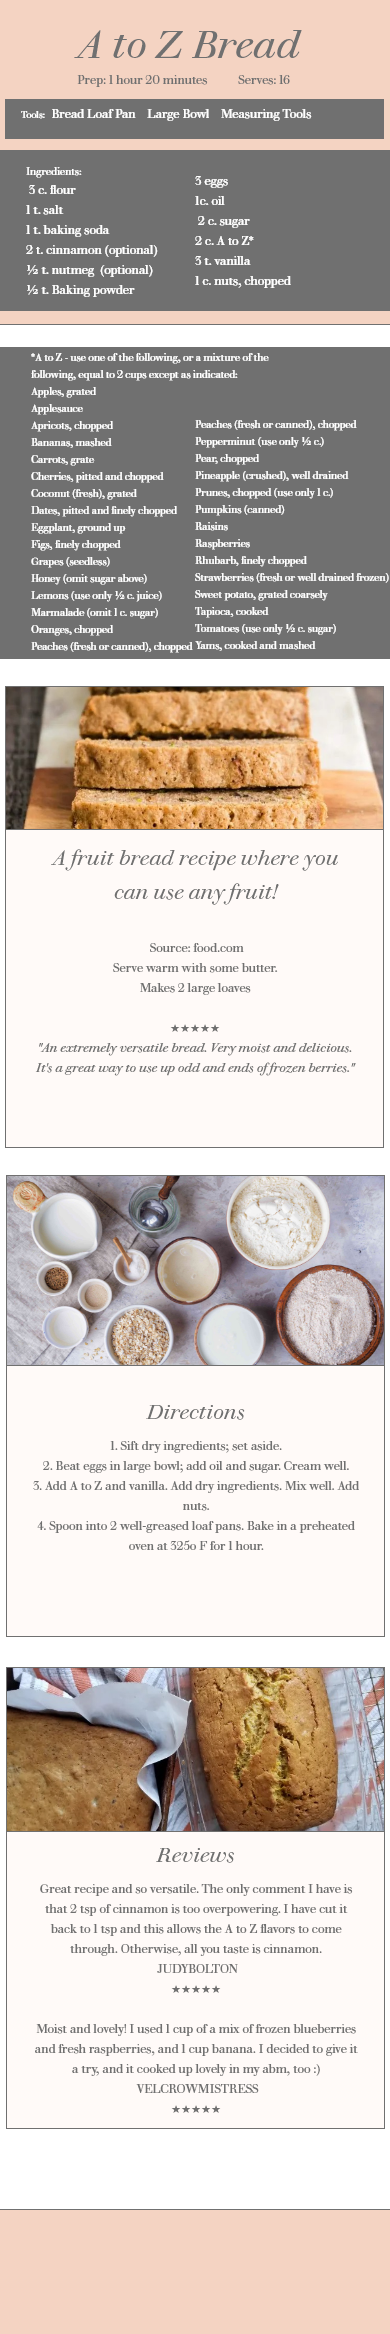 A to Z Bread
Prep: 1 hour 20 minutes Serves: 16
Tools: Bread Loaf Pan Large Bowl Measuring Tools
Ingredients:
3 c. flour
1 t. salt
1 t. baking soda
2 t. cinnamon (optional)
½ t. nutmeg (optional)
½ t. Baking powder
3 eggs
1c. oil
2 c. sugar
2 c. A to Z*
3 t. vanilla
1 c. nuts, chopped
*A to Z - use one of the following, or a mixture of the
following, equal to 2 cups except as indicated:
Apples, grated
Applesauce
Apricots, chopped
Bananas, mashed
Carrots, grate
Cherries, pitted and chopped
Coconut (fresh), grated
Dates, pitted and finely chopped
Eggplant, ground up
Figs, finely chopped
Grapes (seedless)
Honey (omit sugar above)
Lemons (use only ½ c. juice)
Marmalade (omit 1 c. sugar)
Oranges, chopped
Peaches (fresh or canned), chopped
Peaches (fresh or canned), chopped
Pepperminut (use only ½ c.)
Pear, chopped
Pineapple (crushed), well drained
Prunes, chopped (use only 1 c.)
Pumpkins (canned)
Raisins
Raspberries
Rhubarb, finely chopped
Strawberries (fresh or well drained frozen)
Sweet potato, grated coarsely
Tapioca, cooked
Tomatoes (use only ½ c. sugar)
Yams, cooked and mashed
A fruit bread recipe where you
can use any fruit!
Source: food.com
Serve warm with some butter.
Makes 2 large loaves
★★★★★
"An extremely versatile bread. Very moist and delicious.
It's a great way to use up odd and ends of frozen berries."
Directions
1. Sift dry ingredients; set aside.
2. Beat eggs in large bowl; add oil and sugar. Cream well.
3. Add A to Z and vanilla. Add dry ingredients. Mix well. Add
nuts.
4. Spoon into 2 well-greased loaf pans. Bake in a preheated
oven at 325o F for 1 hour.
Reviews
Great recipe and so versatile. The only comment I have is
that 2 tsp of cinnamon is too overpowering. I have cut it
back to 1 tsp and this allows the A to Z flavors to come
through. Otherwise, all you taste is cinnamon.
JUDYBOLTON
★★★★★
Moist and lovely! I used 1 cup of a mix of frozen blueberries
and fresh raspberries, and 1 cup banana. I decided to give it
a try, and it cooked up lovely in my abm, too :)
VELCROWMISTRESS
★★★★★